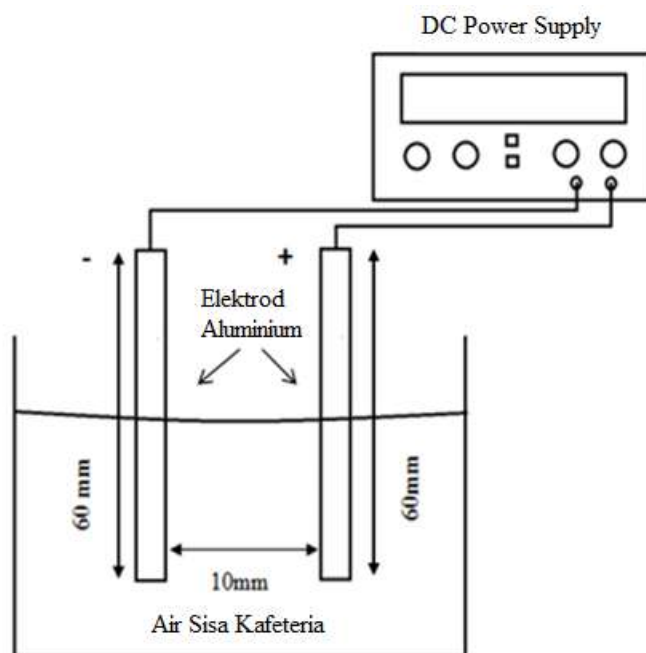 DC Power Supply
-
+
Elektrod
Aluminium
60 mm
60mm
10mm
Air Sisa Kafeteria